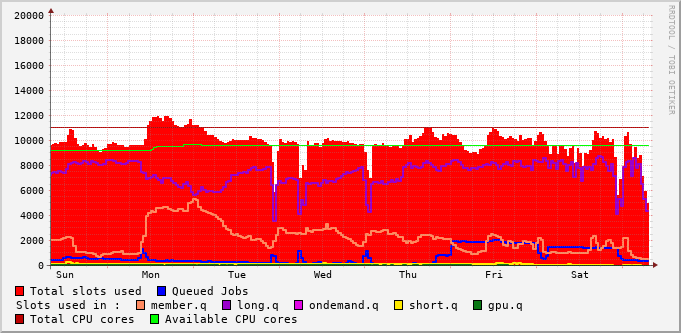 20000
18000
16000
14000
12000
10000
8000
6000
4000
2000
0
Sun Mon Tue Wed Thu Fri Sat
RRDTOOL / TOBI OETIKER
Total slots used Queued Jobs
Slots used in : member.q long.q ondemand.q short.q gpu.q
Total CPU cores Available CPU cores